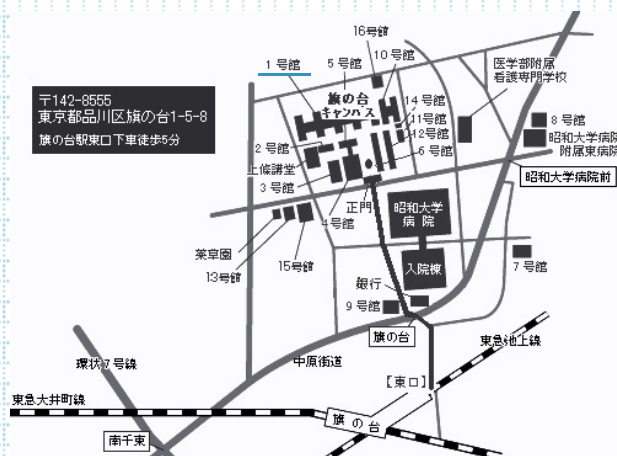 16号館
1号館
5号館
10号館
医学部附属
看護専門学校
〒142-8555
東京都品川区旗の台1-5-8
旗の台駅東口下車徒歩5分
旗の台
キャンパス
14号館
11号館
12号館
8号館
2号館
6号館
昭和大学病院
附属東病院
上條講堂
3号館
昭和大学病院前
4号館
正門
昭和大学
病院
薬草園
13号館
15号館
入院棟
7号館
銀行
9号館
旗の台
東急池上線
環状7号線
中原街道
【東口】
東急大井町線
旗の台
南千束